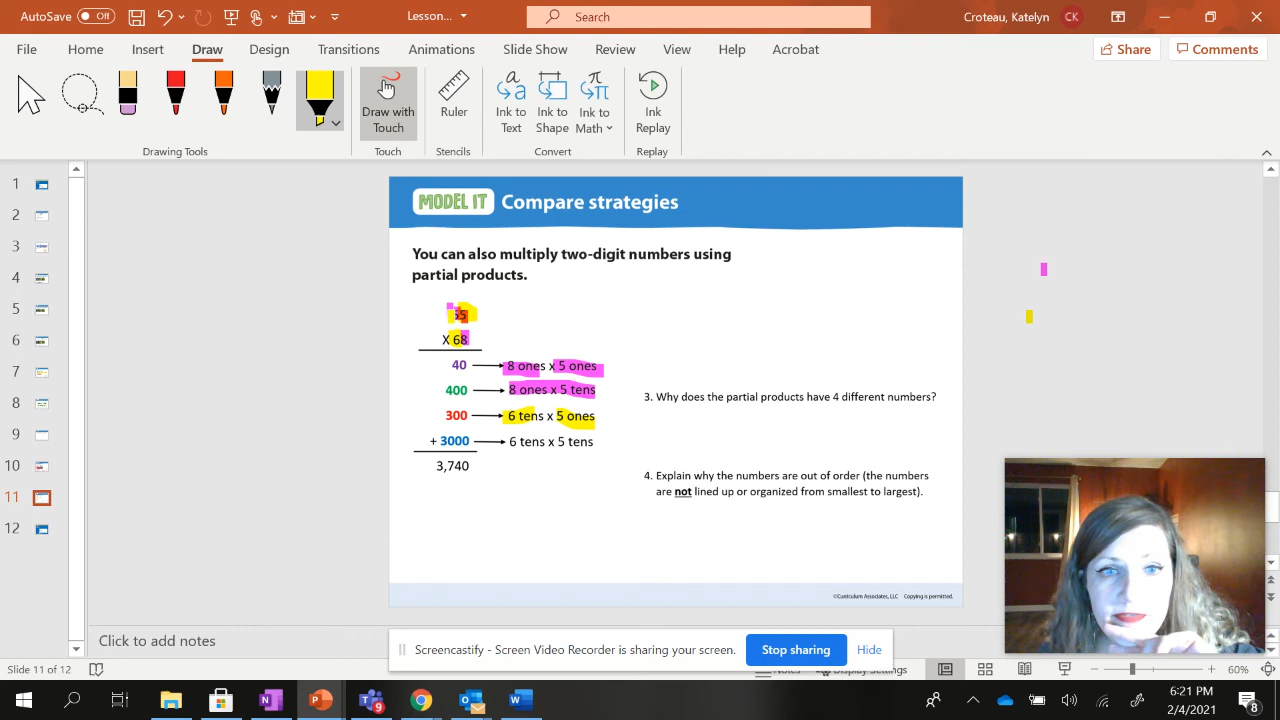 AutoSave Off Lesson... Search Croteau, Katelyn CK
File Home Insert Draw Design Transitions Animations Slide Show Review View Help Acrobat Share Comments
Draw with Touch Ruler Ink to Text Ink to Shape Ink to Math Ink Replay
Drawing Tools Touch Stencils Convert Replay
1
2
3
4
5
6
7
8
9
10
11
12
MODEL IT Compare strategies
You can also multiply two-digit numbers using
partial products.
55
X 68
40 8 ones x 5 ones
400 8 ones x 5 tens
300 6 tens x 5 ones
+ 3000 6 tens x 5 tens
3,740
3. Why does the partial products have 4 different numbers?
4. Explain why the numbers are out of order (the numbers
are not lined up or organized from smallest to largest).
©Curriculum Associates, LLC Copying is permitted.
Click to add notes
Screencastify - Screen Video Recorder is sharing your screen. Stop sharing Hide
Slide 11 of 12 Notes Display Settings 60%
9
6:21 PM
2/4/2021
8